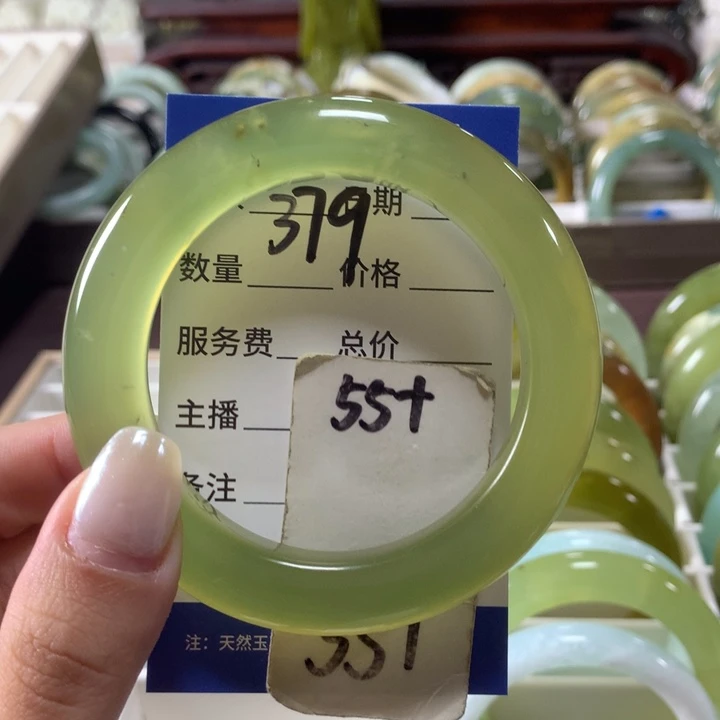 379 期
数量 价格
服务费 总价
主播 55+
备注
注：天然玉